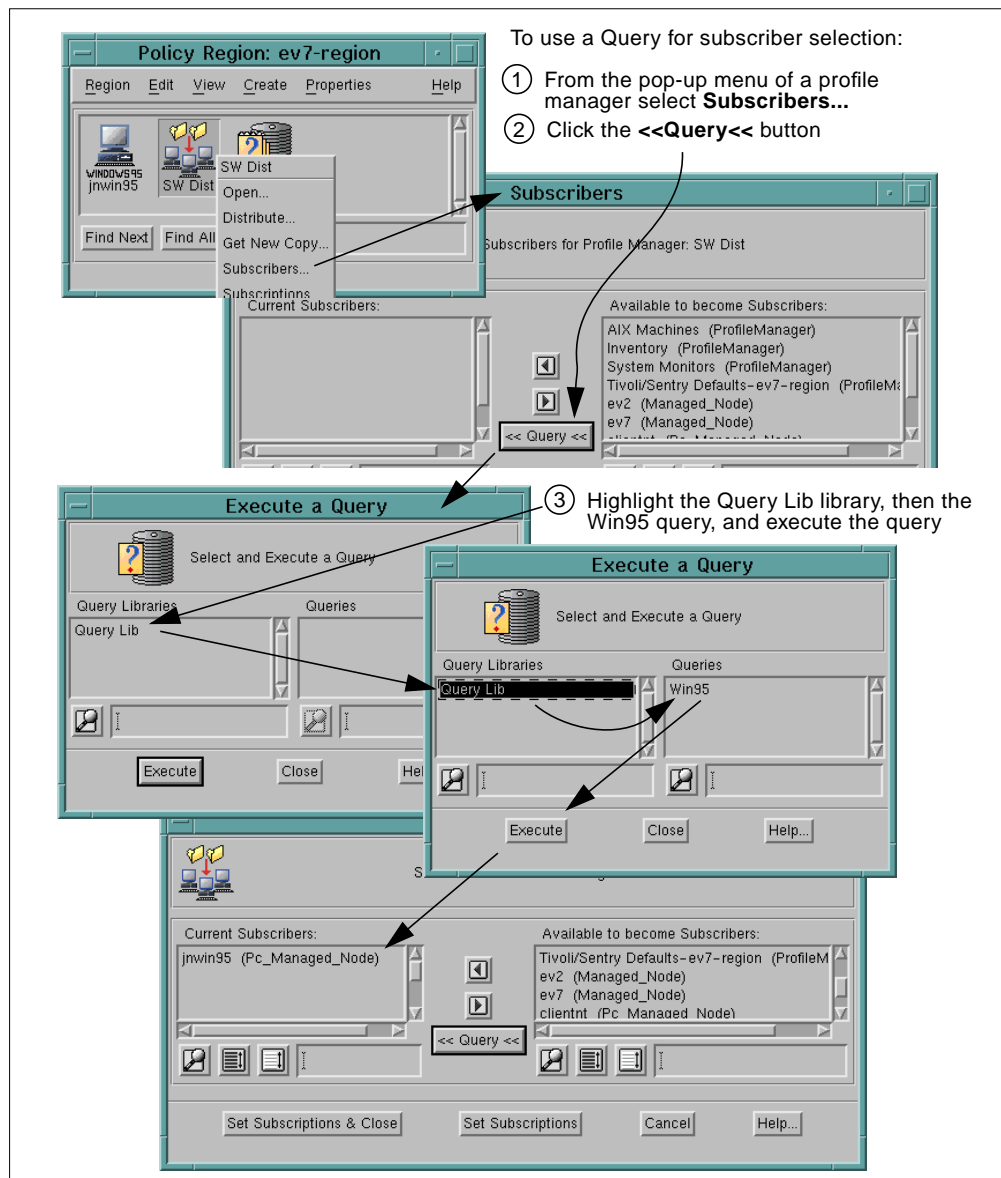 To use a Query for subscriber selection:
1 From the pop-up menu of a profile
manager select Subscribers...
2 Click the <<Query<< button
Policy Region: ev7-region
Region Edit View Create Properties Help
WINDOWS95
jnwin95
SW Dist
SW Dist
Open...
Distribute...
Get New Copy...
Subscribers...
Subscriptions
Find Next
Find All
Subscribers
Subscribers for Profile Manager: SW Dist
Current Subscribers:
Available to become Subscribers:
AIX Machines (ProfileManager)
Inventory (ProfileManager)
System Monitors (ProfileManager)
Tivoli/Sentry Defaults-ev7-region (ProfileMa
ev2 (Managed_Node)
ev7 (Managed_Node)
clientnt (Pc_Managed_Node)
<< Query <<
3 Highlight the Query Lib library, then the
Win95 query, and execute the query
Execute a Query
Select and Execute a Query
Query Libraries
Queries
Query Lib
Execute
Close
Hel
Execute a Query
Select and Execute a Query
Query Libraries
Queries
Query Lib
Win95
Execute
Close
Help...
S
Current Subscribers:
jnwin95 (Pc_Managed_Node)
<< Query <<
Available to become Subscribers:
Tivoli/Sentry Defaults-ev7-region (ProfileM
ev2 (Managed_Node)
ev7 (Managed_Node)
clientnt (Pc_Managed_Node)
Set Subscriptions & Close
Set Subscriptions
Cancel
Help...